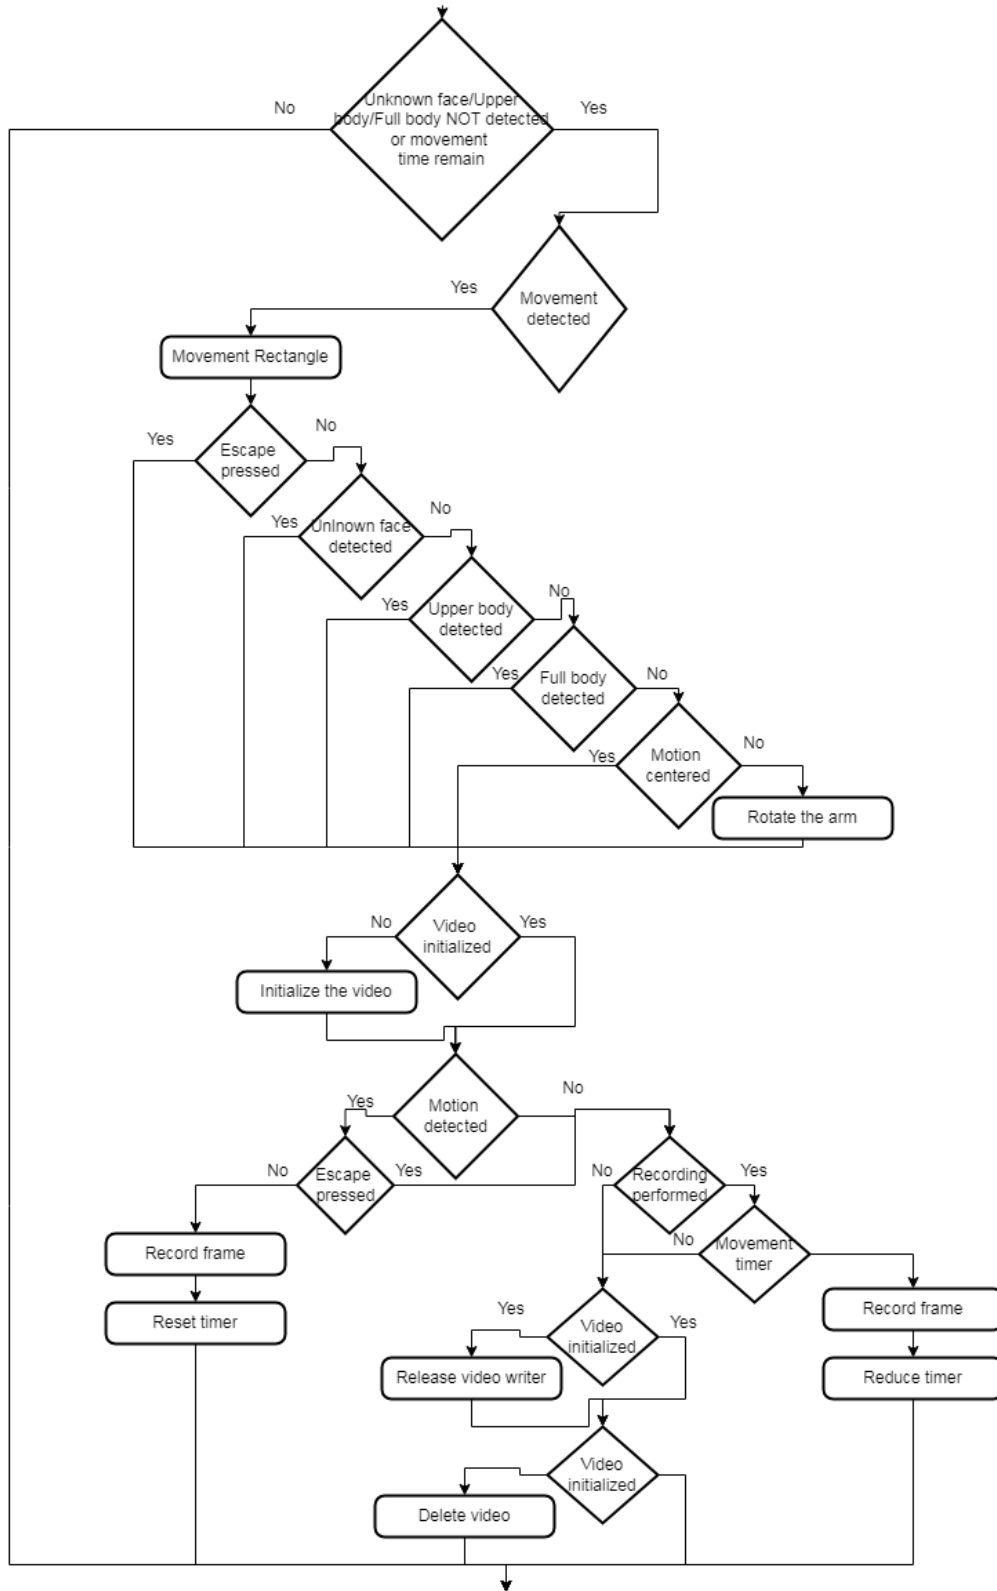 No
Unknown face/Upper
body/Full body NOT detected
or movement
time remain
Yes
Yes
Movement
detected
Movement Rectangle
Yes
Escape
pressed
No
Yes
Unlnown face
detected
No
Yes
Upper body
detected
No
Yes
Full body
detected
No
Yes
Motion
centered
No
Rotate the arm
No
Video
initialized
Yes
Initialize the video
Yes
Motion
detected
No
No
Escape
pressed
Yes
No
Recording
performed
Yes
Record frame
No
Movement
timer
Reset timer
Yes
Video
initialized
Yes
Record frame
Release video writer
Reduce timer
Video
initialized
Delete video